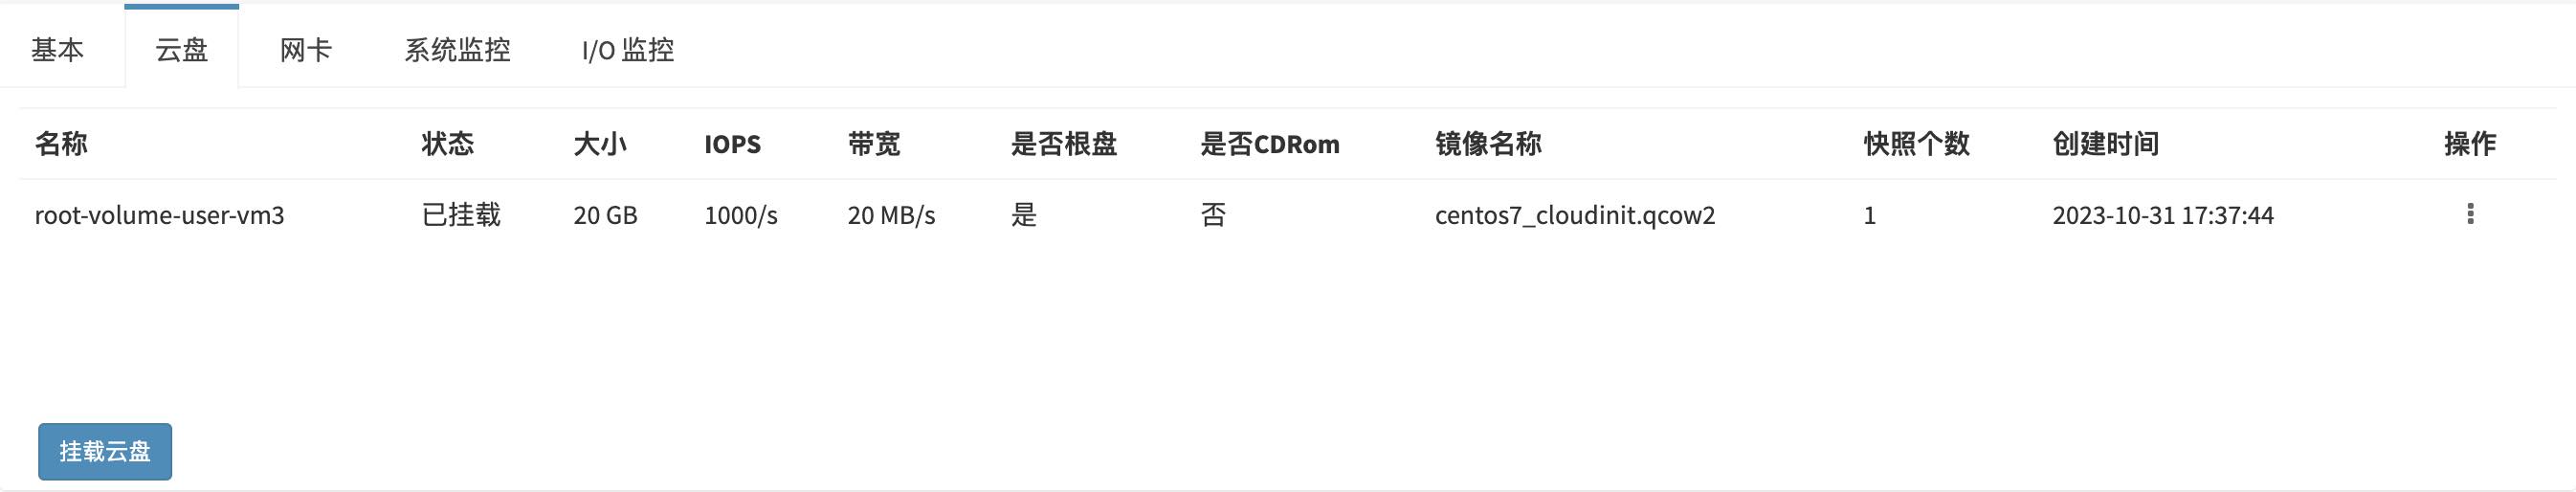 基本 云盘 网卡 系统监控 I/O 监控
名称 状态 大小 IOPS 带宽 是否根盘 是否CDRom 镜像名称 快照个数 创建时间 操作
root-volume-user-vm3 已挂载 20 GB 1000/s 20 MB/s 是 否 centos7_cloudinit.qcow2 1 2023-10-31 17:37:44
挂载云盘